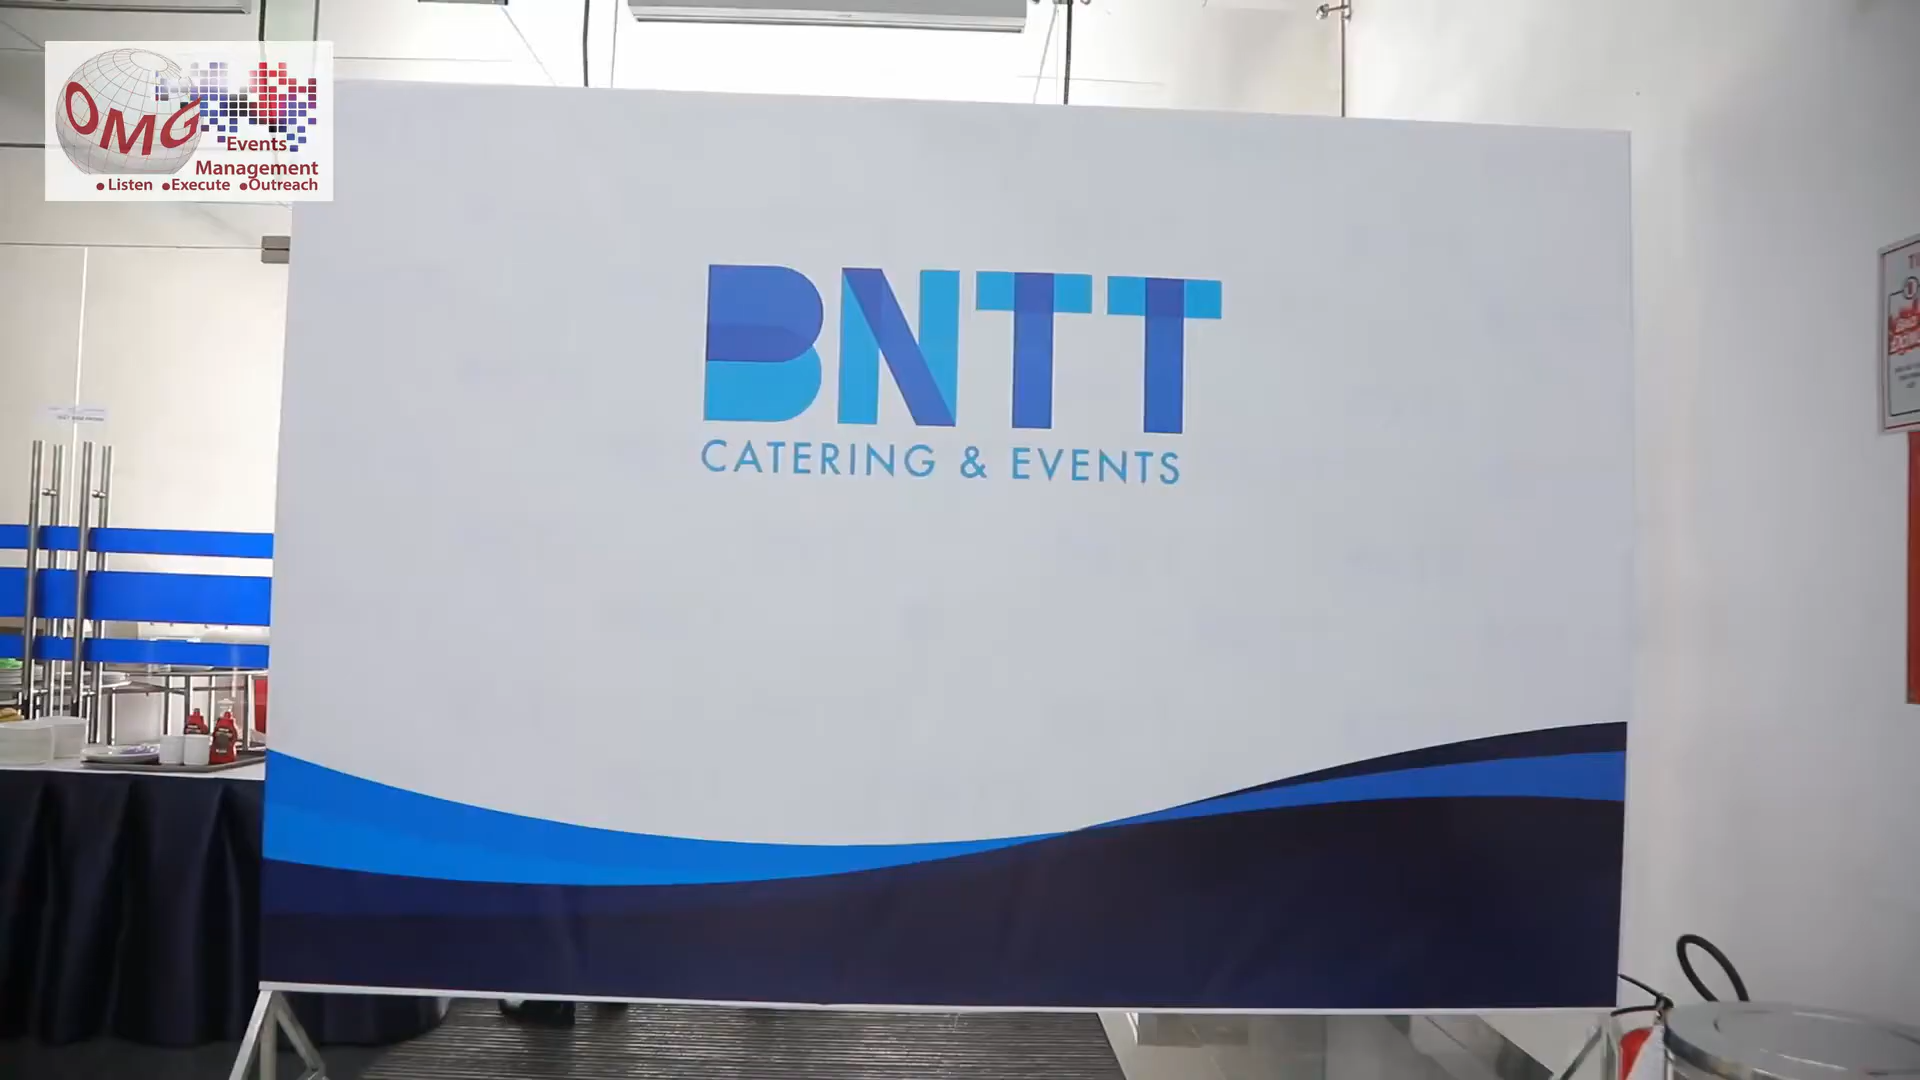 OMG
Events
Management
• Listen • Execute • Outreach
BNTT
CATERING & EVENTS